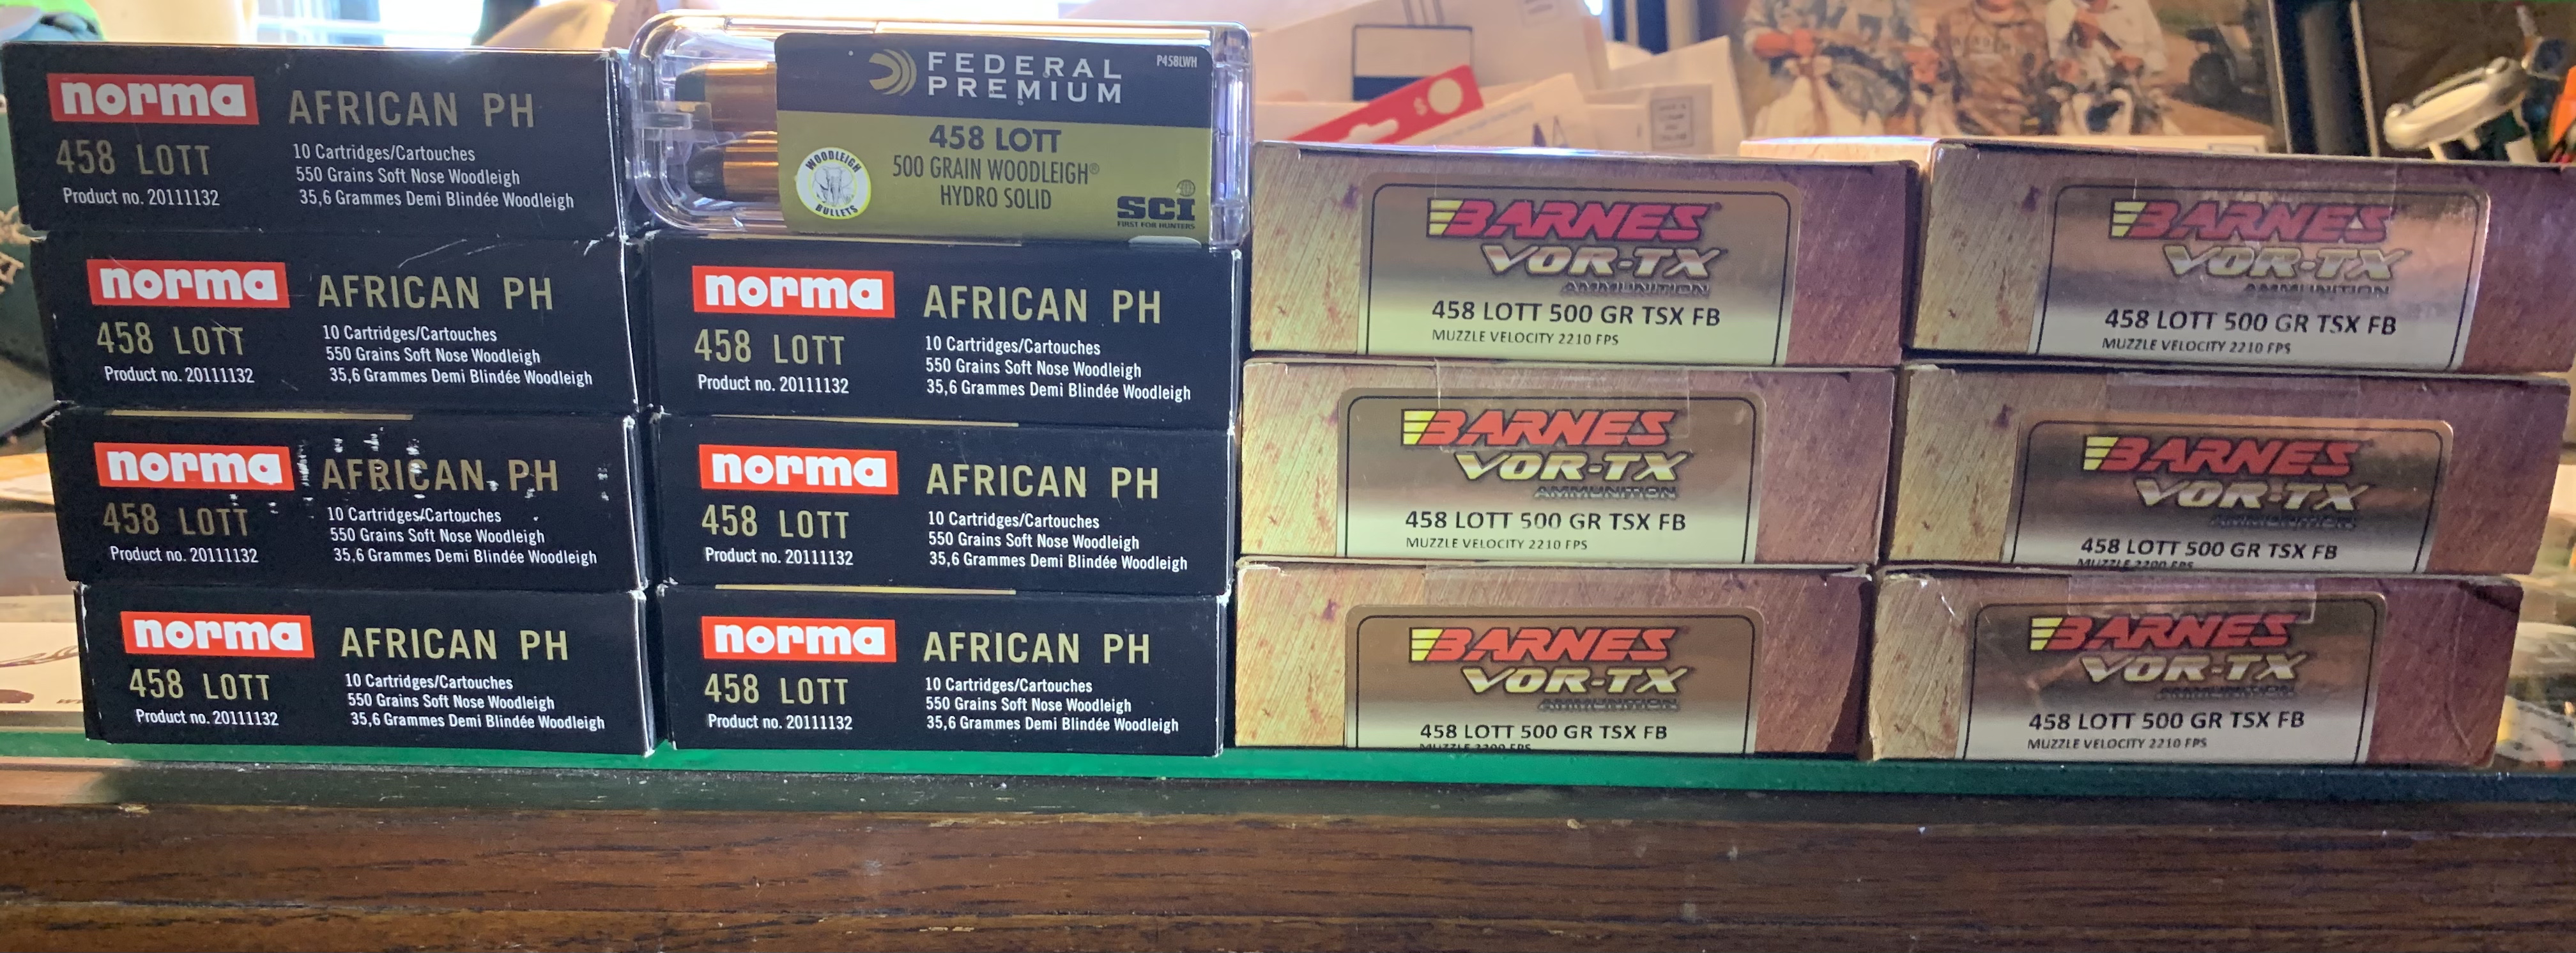 norma
AFRICAN PH
458 LOTT
10 Cartridges/Cartouches
550 Grains Soft Nose Woodleigh
Product no. 20111132
35,6 Grammes Demi Blindée Woodleigh
norma
AFRICAN PH
458 LOTT
10 Cartridges/Cartouches
550 Grains Soft Nose Woodleigh
Product no. 20111132
35,6 Grammes Demi Blindée Woodleigh
norma
AFRICAN PH
458 LOTT
10 Cartridges/Cartouches
550 Grains Soft Nose Woodleigh
Product no. 20111132
35,6 Grammes Demi Blindée Woodleigh
norma
AFRICAN PH
458 LOTT
10 Cartridges/Cartouches
550 Grains Soft Nose Woodleigh
Product no. 20111132
35,6 Grammes Demi Blindée Woodleigh
FEDERAL
PREMIUM
P458LWH
458 LOTT
500 GRAIN WOODLEIGH®
HYDRO SOLID
WOODLEIGH
BULLETS
SCI
FIRST FOR HUNTERS
norma
AFRICAN PH
458 LOTT
10 Cartridges/Cartouches
550 Grains Soft Nose Woodleigh
Product no. 20111132
35,6 Grammes Demi Blindée Woodleigh
norma
AFRICAN PH
458 LOTT
10 Cartridges/Cartouches
550 Grains Soft Nose Woodleigh
Product no. 20111132
35,6 Grammes Demi Blindée Woodleigh
norma
AFRICAN PH
458 LOTT
10 Cartridges/Cartouches
550 Grains Soft Nose Woodleigh
Product no. 20111132
35,6 Grammes Demi Blindée Woodleigh
$
BARNES
VOR-TX
AMMUNITION
458 LOTT 500 GR TSX FB
MUZZLE VELOCITY 2210 FPS
BARNES
VOR-TX
AMMUNITION
458 LOTT 500 GR TSX FB
MUZZLE VELOCITY 2210 FPS
BARNES
VOR-TX
AMMUNITION
458 LOTT 500 GR TSX FB
MUZZLE 2200 FPS
BARNES
VOR-TX
AMMUNITION
458 LOTT 500 GR TSX FB
MUZZLE VELOCITY 2210 FPS
BARNES
VOR-TX
AMMUNITION
458 LOTT 500 GR TSX FB
MUZZLE 2200 FPS
BARNES
VOR-TX
AMMUNITION
458 LOTT 500 GR TSX FB
MUZZLE VELOCITY 2210 FPS